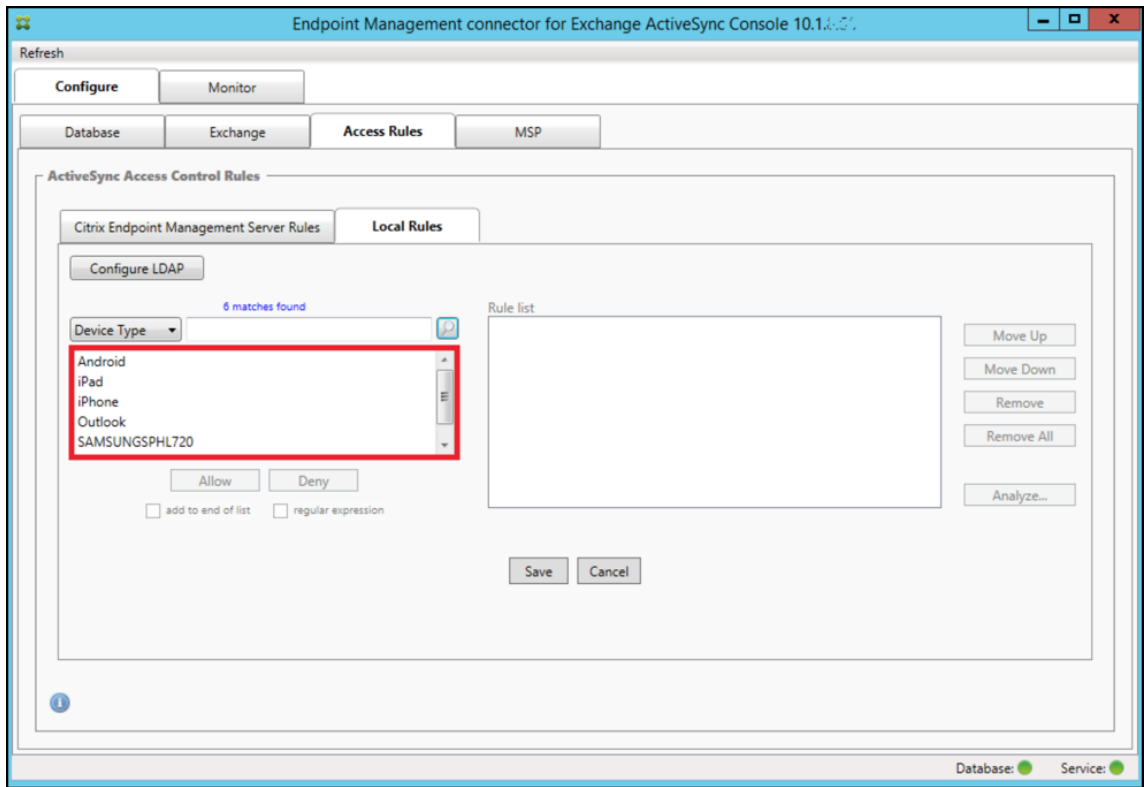 Endpoint Management connector for Exchange ActiveSync Console 10.1.
Refresh
Configure Monitor
Database Exchange Access Rules MSP
ActiveSync Access Control Rules
Citrix Endpoint Management Server Rules Local Rules
Configure LDAP
6 matches found
Rule list
Device Type
Move Up
Android
Move Down
iPad
iPhone
Remove
Outlook
SAMSUNGSPHL720
Remove All
Allow Deny
Analyze...
add to end of list regular expression
Save Cancel
Database: Service: